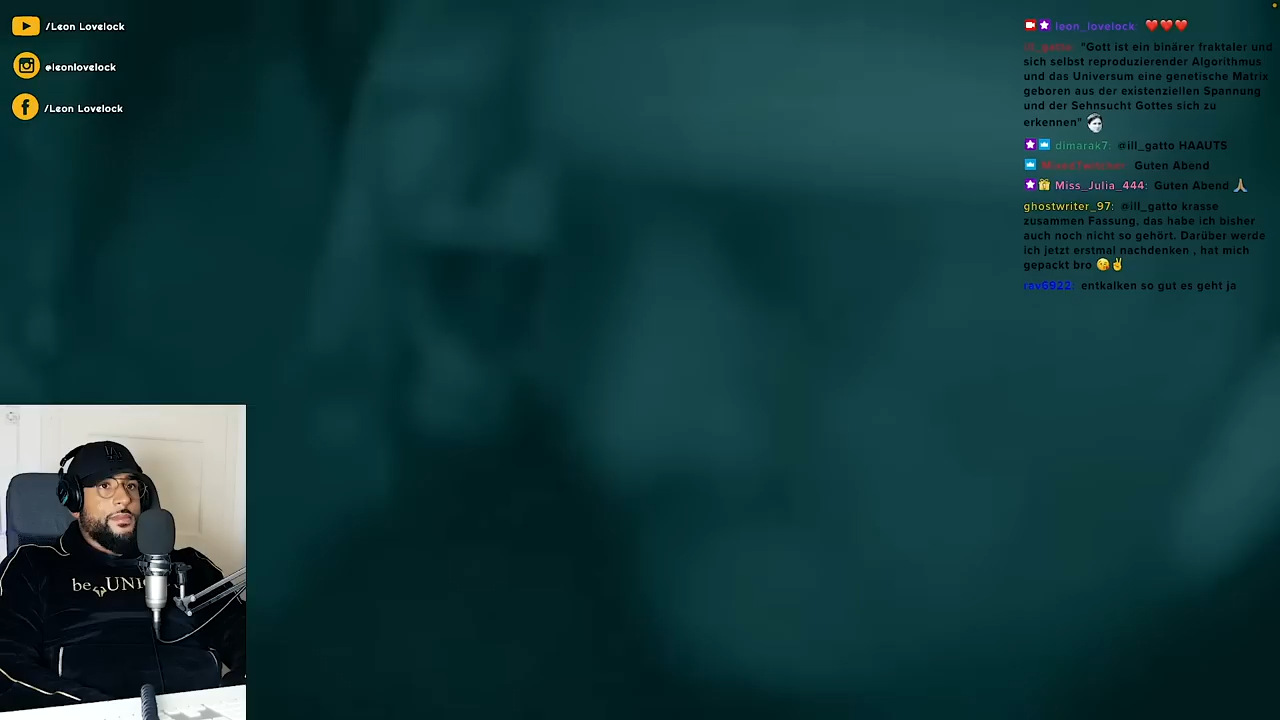 /Leon Lovelock
@leonlovelock
/Leon Lovelock
leon_lovelock: ❤️❤️❤️
ill_gatto: "Gott ist ein binärer fraktaler und
sich selbst reproduzierender Algorithmus
und das Universum eine genetische Matrix
geboren aus der existenziellen Spannung
und der Sehnsucht Gottes sich zu
erkennen"
dimarak7: @ill_gatto HAAUTS
Guten Abend
Miss_Julia_444: Guten Abend 🙏🏽
ghostwriter_97: @ill_gatto krasse
zusammen Fassung, das habe ich bisher
auch noch nicht so gehört. Darüber werde
ich jetzt erstmal nachdenken , hat mich
gepackt bro 😘✌️
rav6922: entkalken so gut es geht ja
LA
be UNI